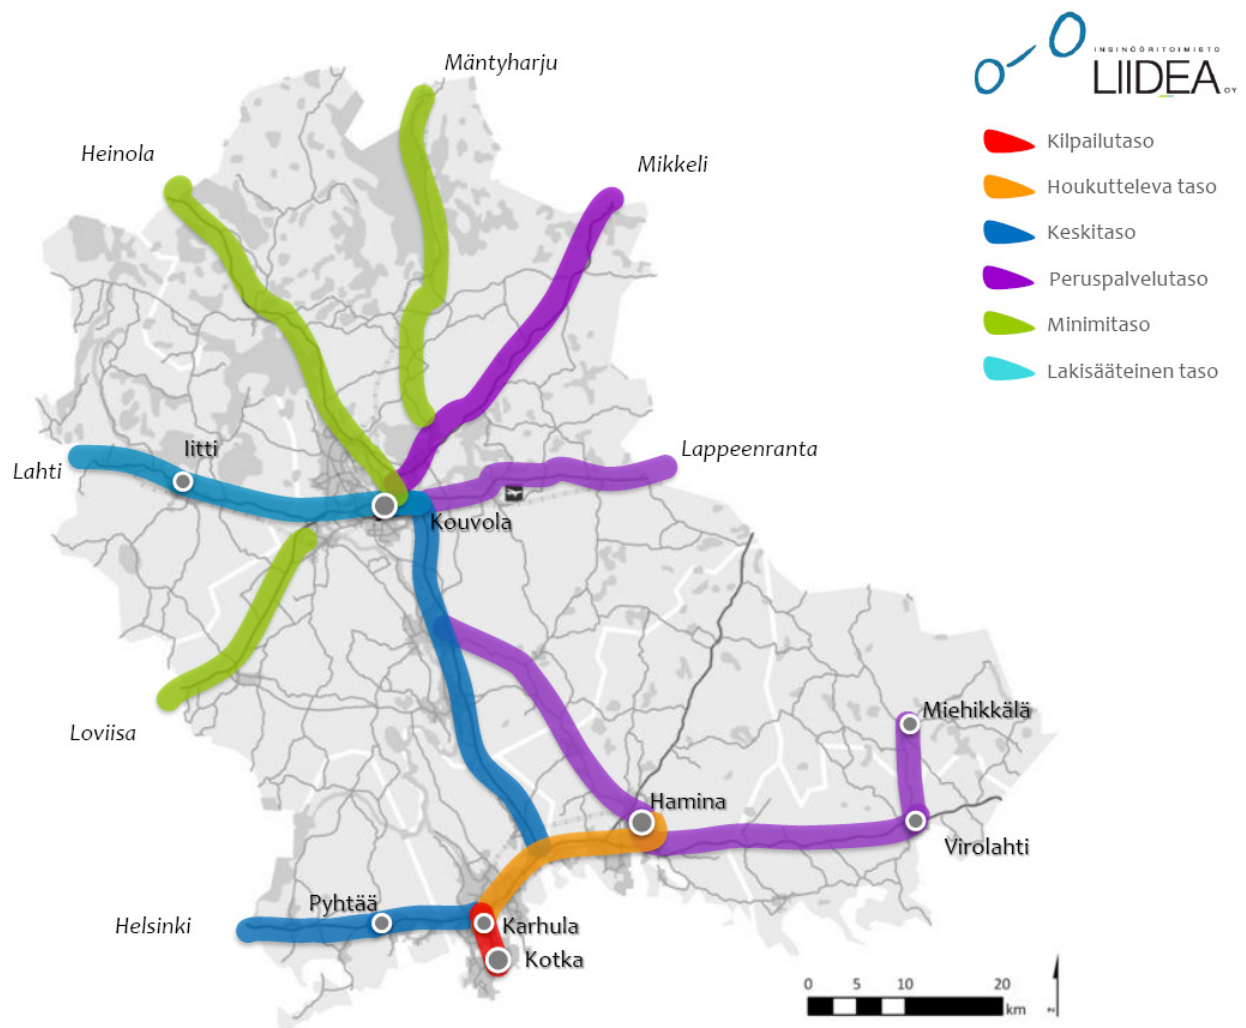 INSINÖÖRITOIMISTO
LIIDEA OY
Kilpailutaso
Houkutteleva taso
Keskitaso
Peruspalvelutaso
Minimitaso
Lakisääteinen taso
Mäntyharju
Heinola
Mikkeli
Iitti
Lahti
Lappeenranta
Kouvola
Loviisa
Miehikkälä
Hamina
Virolahti
Pyhtää
Helsinki
Karhula
Kotka
0 5 10 20
km
N